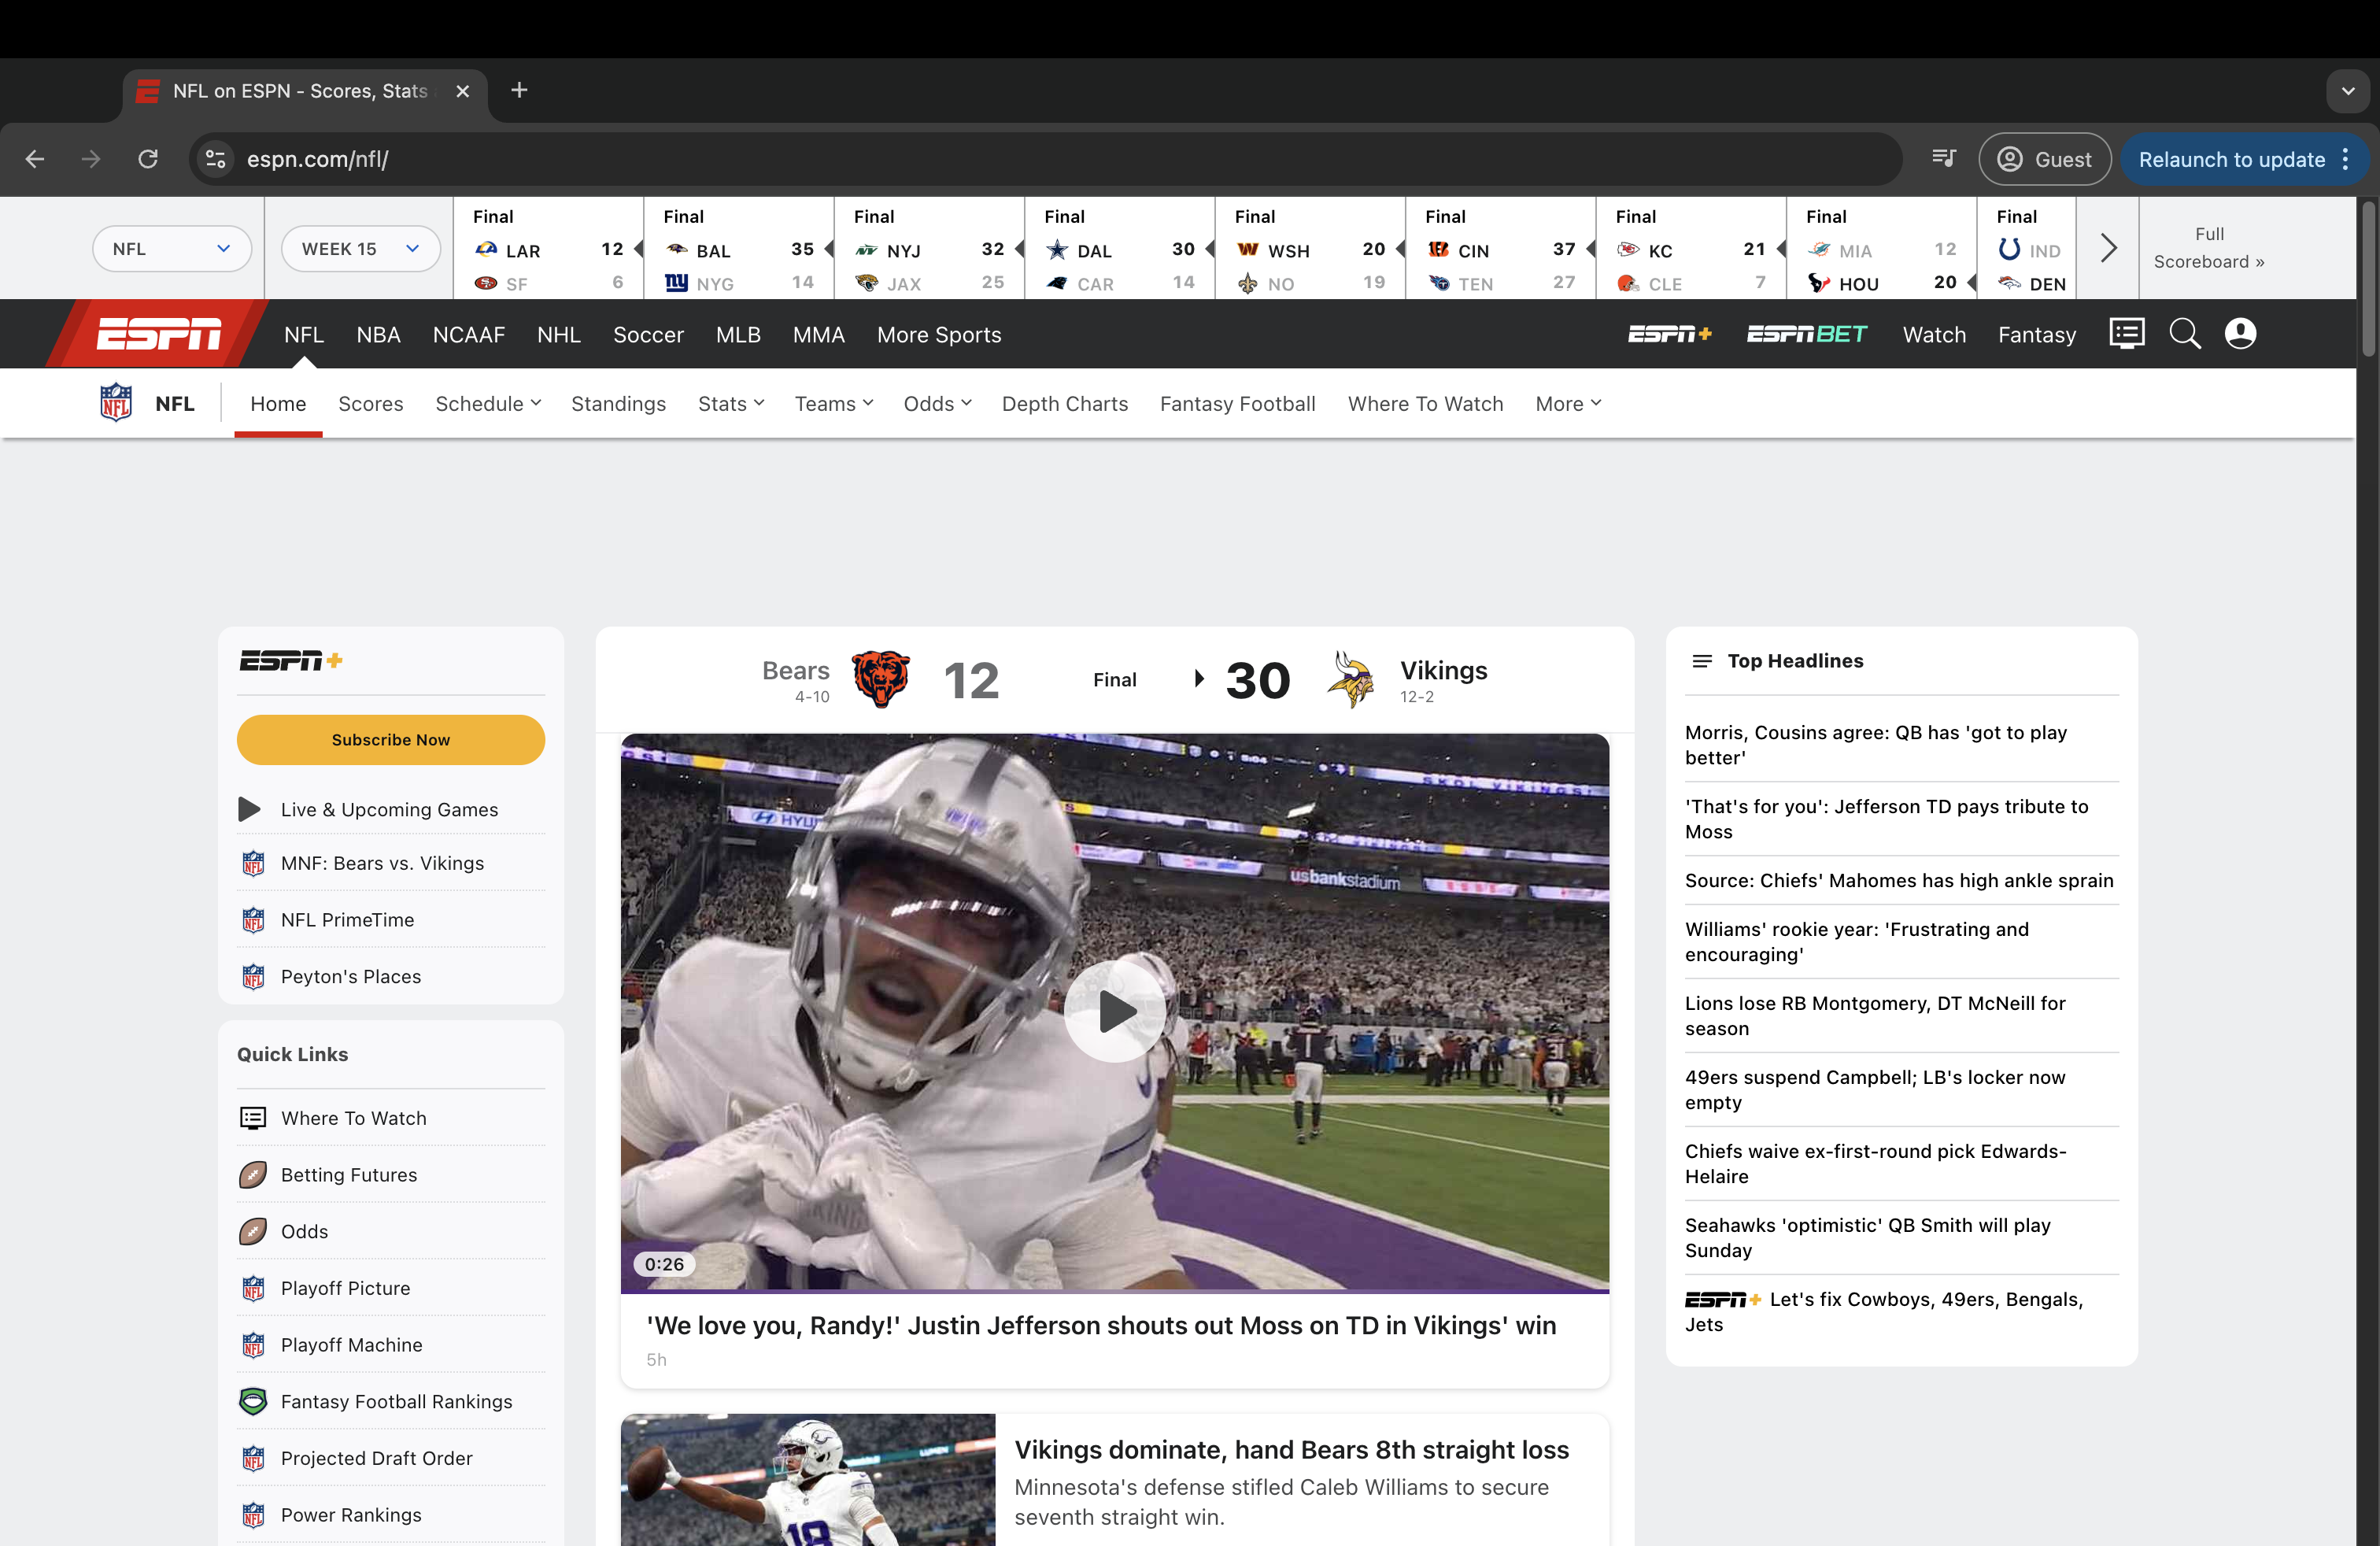 NFL on ESPN - Scores, Stats
espn.com/nfl/
Guest
Relaunch to update
NFL
WEEK 15
Final
LAR 12
SF 6
Final
BAL 35
NYG 14
Final
NYJ 32
JAX 25
Final
DAL 30
CAR 14
Final
WSH 20
NO 19
Final
CIN 37
TEN 27
Final
KC 21
CLE 7
Final
MIA 12
HOU 20
Final
IND
DEN
Full
Scoreboard »
ESPN
NFL NBA NCAAF NHL Soccer MLB MMA More Sports
ESPN+ ESPN BET Watch Fantasy
NFL Home Scores Schedule Standings Stats Teams Odds Depth Charts Fantasy Football Where To Watch More
ESPN+
Subscribe Now
Live & Upcoming Games
MNF: Bears vs. Vikings
NFL PrimeTime
Peyton's Places
Quick Links
Where To Watch
Betting Futures
Odds
Playoff Picture
Playoff Machine
Fantasy Football Rankings
Projected Draft Order
Power Rankings
Bears 12 Final 30 Vikings
4-10 12-2
5:04
SKOL VIKINGS!
usbankstadium
0:26
'We love you, Randy!' Justin Jefferson shouts out Moss on TD in Vikings' win
5h
18
Vikings dominate, hand Bears 8th straight loss
Minnesota's defense stifled Caleb Williams to secure
seventh straight win.
Top Headlines
Morris, Cousins agree: QB has 'got to play
better'
'That's for you': Jefferson TD pays tribute to
Moss
Source: Chiefs' Mahomes has high ankle sprain
Williams' rookie year: 'Frustrating and
encouraging'
Lions lose RB Montgomery, DT McNeill for
season
49ers suspend Campbell; LB's locker now
empty
Chiefs waive ex-first-round pick Edwards-
Helaire
Seahawks 'optimistic' QB Smith will play
Sunday
ESPN+ Let's fix Cowboys, 49ers, Bengals,
Jets